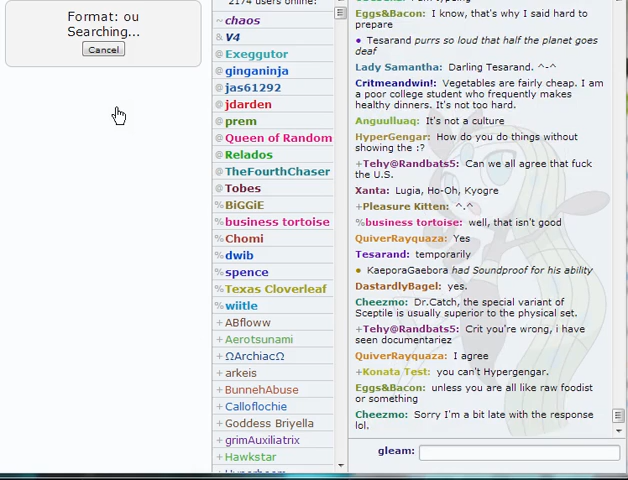 Format: ou
Searching...
Cancel
2174 users online:
~chaos
&V4
@Exeggutor
@ginganinja
@jas61292
@jdarden
@prem
@Queen of Random
@Relados
@TheFourthChaser
@Tobes
%BiGGiE
%business tortoise
%Chomi
%dwib
%spence
%Texas Cloverleaf
%wiitle
+ABfloww
+Aerotsunami
+ΩArchiacΩ
+arkeis
+BunnehAbuse
+Calloflochie
+Goddess Briyella
+grimAuxiliatrix
+Hawkstar
Eggs&Bacon: I know, that's why I said hard to
prepare
• Tesarand purrs so loud that half the planet goes
deaf
Lady Samantha: Darling Tesarand. ^-^
Critmeandwin!: Vegetables are fairly cheap. I am
a poor college student who frequently makes
healthy dinners. It's not too hard.
Anguulluaq: It's not a culture
HyperGengar: How do you do things without
showing the :?
+Tehy@Randbats5: Can we all agree that fuck
the U.S.
Xanta: Lugia, Ho-Oh, Kyogre
+Pleasure Kitten: ^.^
%business tortoise: well, that isn't good
QuiverRayquaza: Yes
Tesarand: temporarily
• KaeporaGaebora had Soundproof for his ability
DastardlyBagel: yes.
Cheezmo: Dr.Catch, the special variant of
Sceptile is usually superior to the physical set.
+Tehy@Randbats5: Crit you're wrong, i have
seen documentariez
QuiverRayquaza: I agree
+Konata Test: you can't Hypergengar.
Eggs&Bacon: unless you are all like raw foodist
or something
Cheezmo: Sorry I'm a bit late with the response
lol.
gleam: